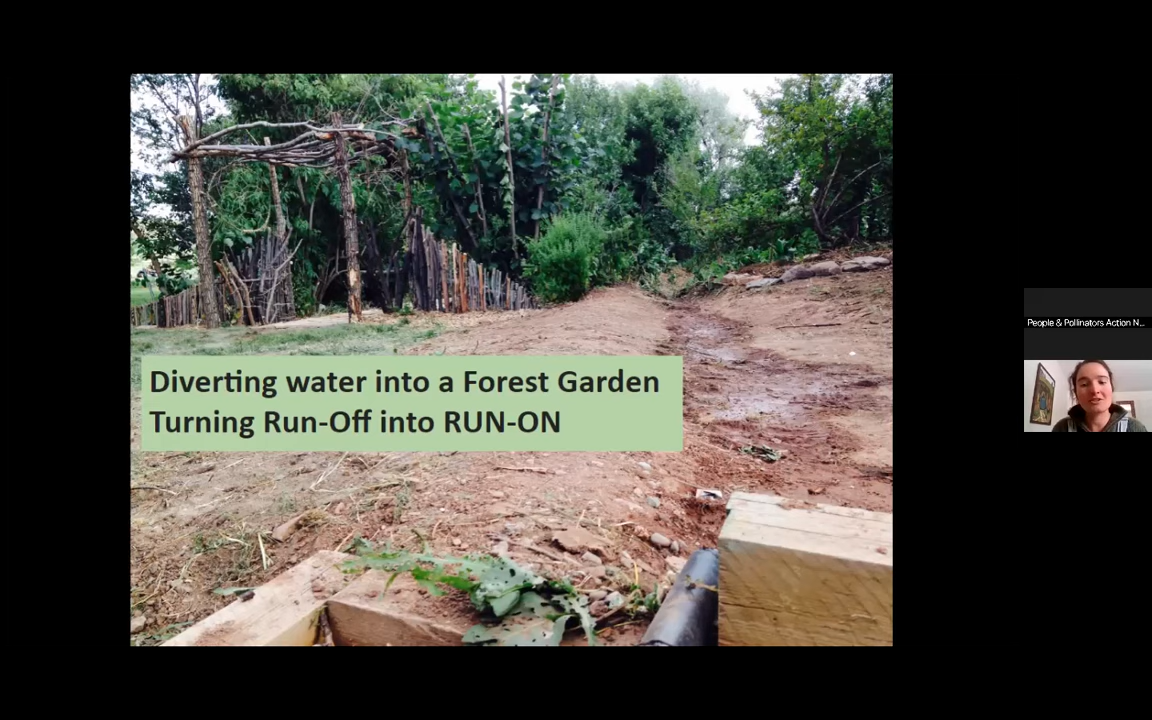 Diverting water into a Forest Garden
Turning Run-Off into RUN-ON
People & Pollinators Action N...